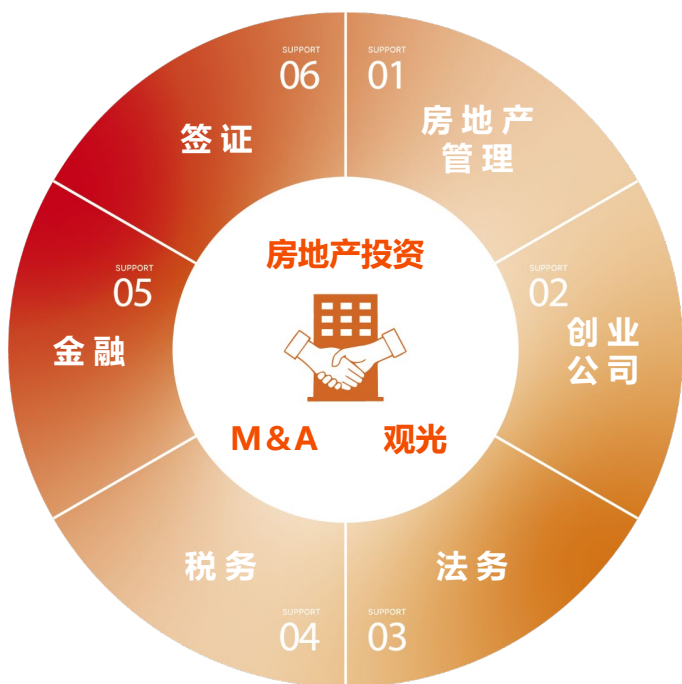 SUPPORT
01
房地产
管理
SUPPORT
02
创业
公司
SUPPORT
03
法务
SUPPORT
04
税务
SUPPORT
05
金融
SUPPORT
06
签证
房地产投资
M&A
观光